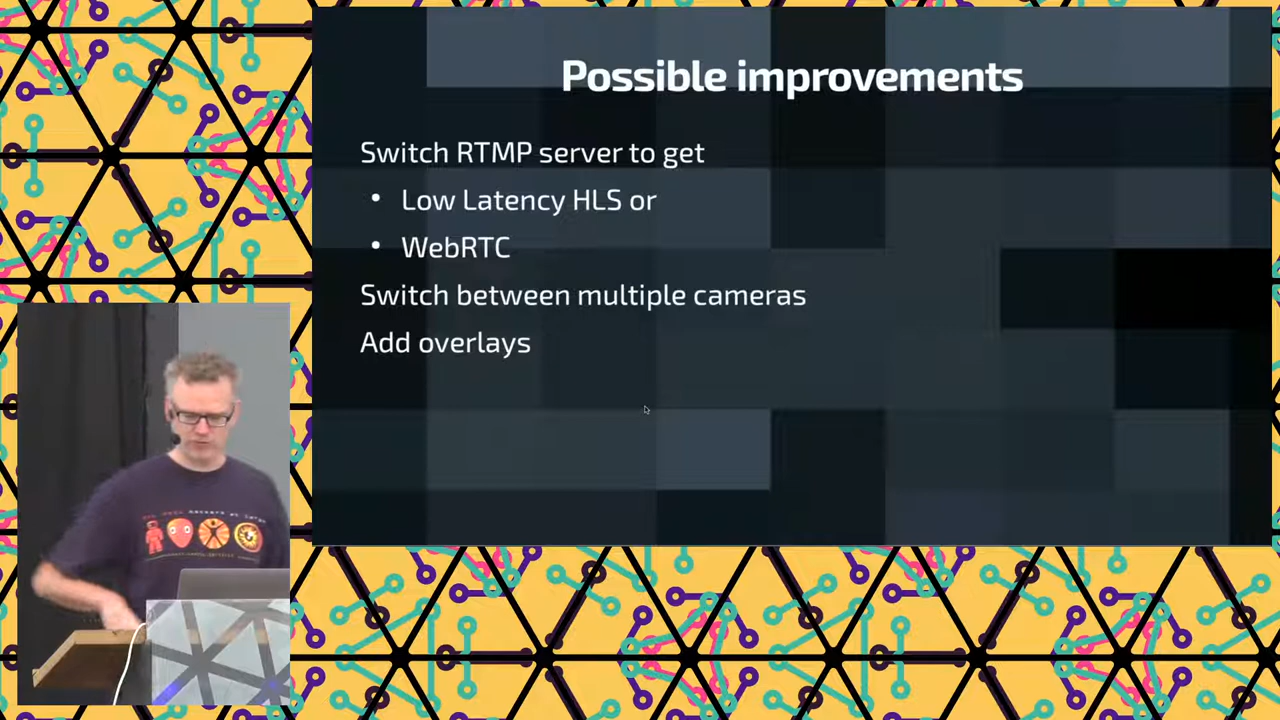 Possible improvements
Switch RTMP server to get
• Low Latency HLS or
• WebRTC
Switch between multiple cameras
Add overlays